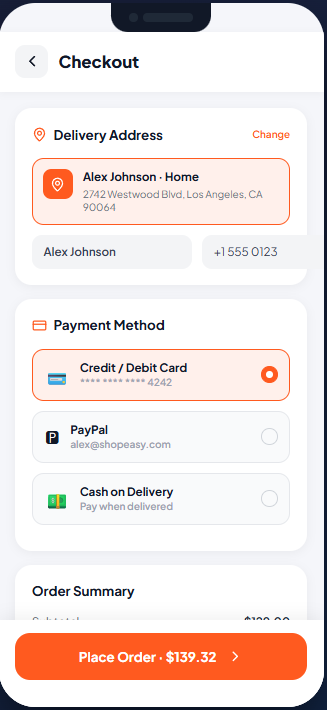 Checkout
Delivery Address
Change
Alex Johnson · Home
2742 Westwood Blvd, Los Angeles, CA
90064
Alex Johnson
+1 555 0123
Payment Method
Credit / Debit Card
**** **** **** 4242
PayPal
alex@shopeasy.com
Cash on Delivery
Pay when delivered
Order Summary
Subtotal
Place Order · $139.32